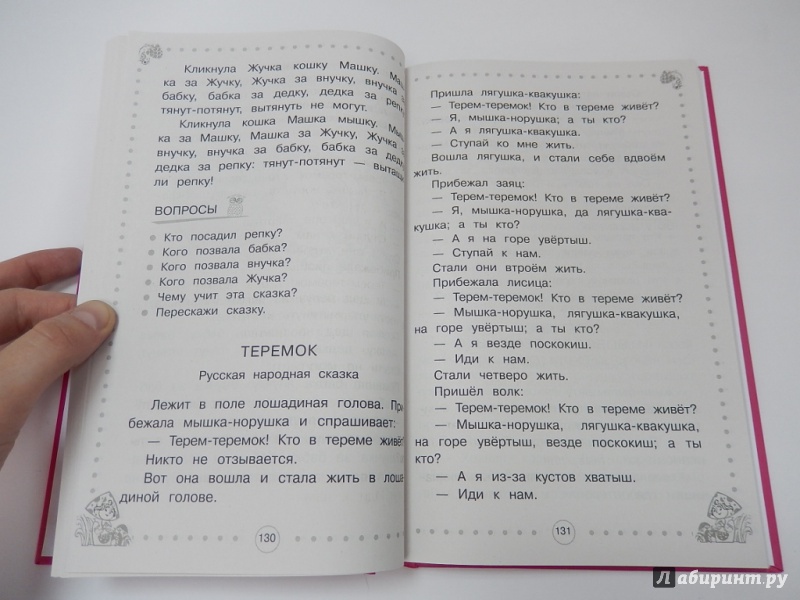 Кликнула Жучка кошку Машку. Маш
ка за Жучку, Жучка за внучку, внучка з
бабку, бабка за дедку, дедка за репк
тянут-потянут, вытянуть не могут.
Кликнула кошка Машка мышку. Мы
ка за Машку, Машка за Жучку, Жучка
внучку, внучка за бабку, бабка за дедк
дедка за репку: тянут-потянут — вытащи
ли репку!
ВОПРОСЫ
Кто посадил репку?
Кого позвала бабка?
Кого позвала внучка?
Кого позвала Жучка?
Чему учит эта сказка?
Перескажи сказку.
ТЕРЕМОК
Русская народная сказка
Лежит в поле лошадиная голова. При
бежала мышка-норушка и спрашивает:
— Терем-теремок! Кто в тереме живёт?
Никто не отзывается.
Вот она вошла и стала жить в лоша
диной голове.
130
Пришла лягушка-квакушка:
— Терем-теремок! Кто в тереме живёт?
— Я, мышка-норушка; а ты кто?
— А я лягушка-квакушка.
— Ступай ко мне жить.
Вошла лягушка, и стали себе вдвоём
жить.
Прибежал заяц:
— Терем-теремок! Кто в тереме живёт?
— Я, мышка-норушка, да лягушка-ква-
кушка; а ты кто?
— А я на горе увёртыш.
— Ступай к нам.
Стали они втроём жить.
Прибежала лисица:
— Терем-теремок! Кто в тереме живёт?
— Мышка-норушка, лягушка-квакушка,
на горе увёртыш; а ты кто?
— А я везде поскокиш.
— Иди к нам.
Стали четверо жить.
Пришёл волк:
— Терем-теремок! Кто в тереме живёт?
— Мышка-норушка, лягушка-квакушка,
на горе увёртыш, везде поскокиш; а ты
кто?
— А я из-за кустов хватыш.
— Иди к нам.
131
Лабиринт.ру